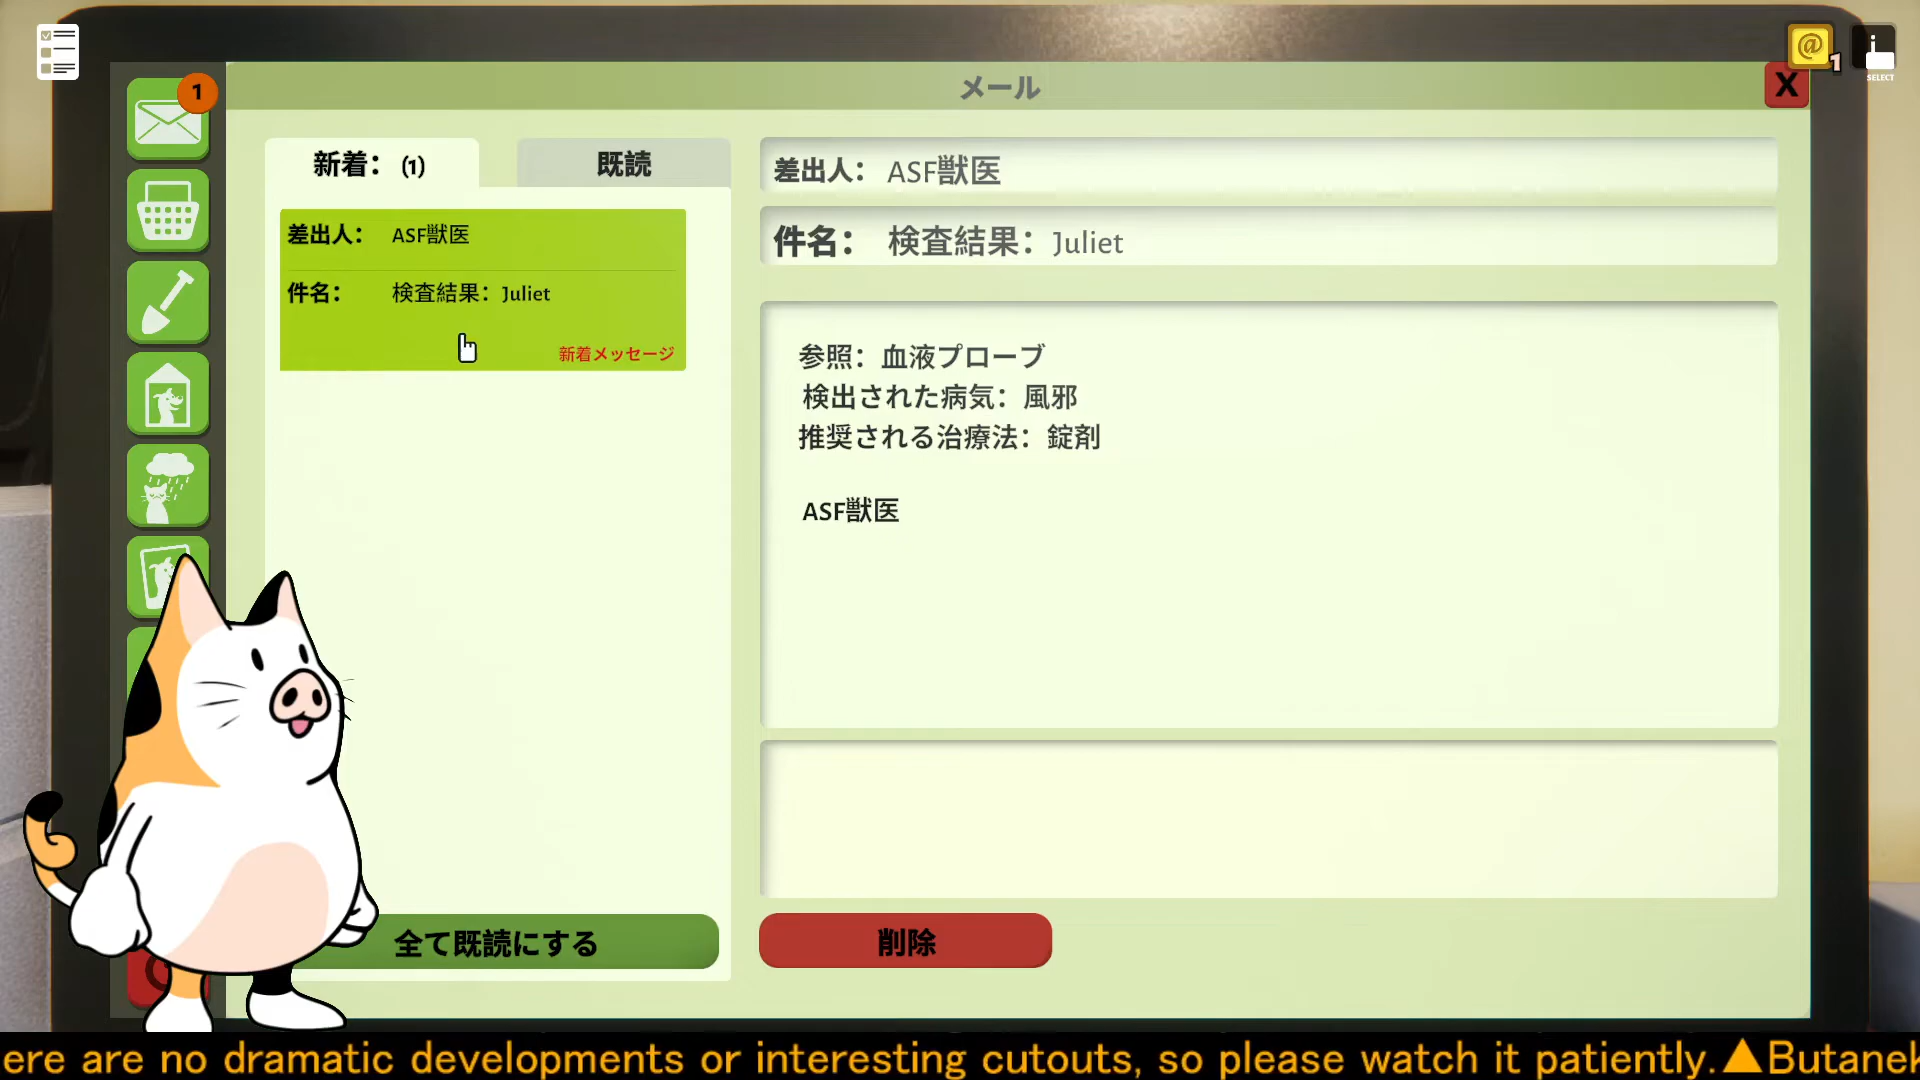 1
SELECT
1
メール
X
新着： (1)
既読
差出人： ASF獣医
件名： 検査結果：Juliet
新着メッセージ
差出人： ASF獣医
件名： 検査結果：Juliet
参照：血液プローブ
検出された病気：風邪
推奨される治療法：錠剤
ASF獣医
全て既読にする
削除
ere are no dramatic developments or interesting cutouts, so please watch it patiently.▲Butanek